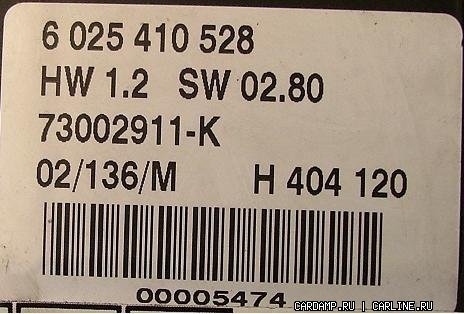 6 025 410 528
HW 1.2 SW 02.80
73002911-K
02/136/M H 404 120
00005474
CARDAMP.RU | CARLINE.RU